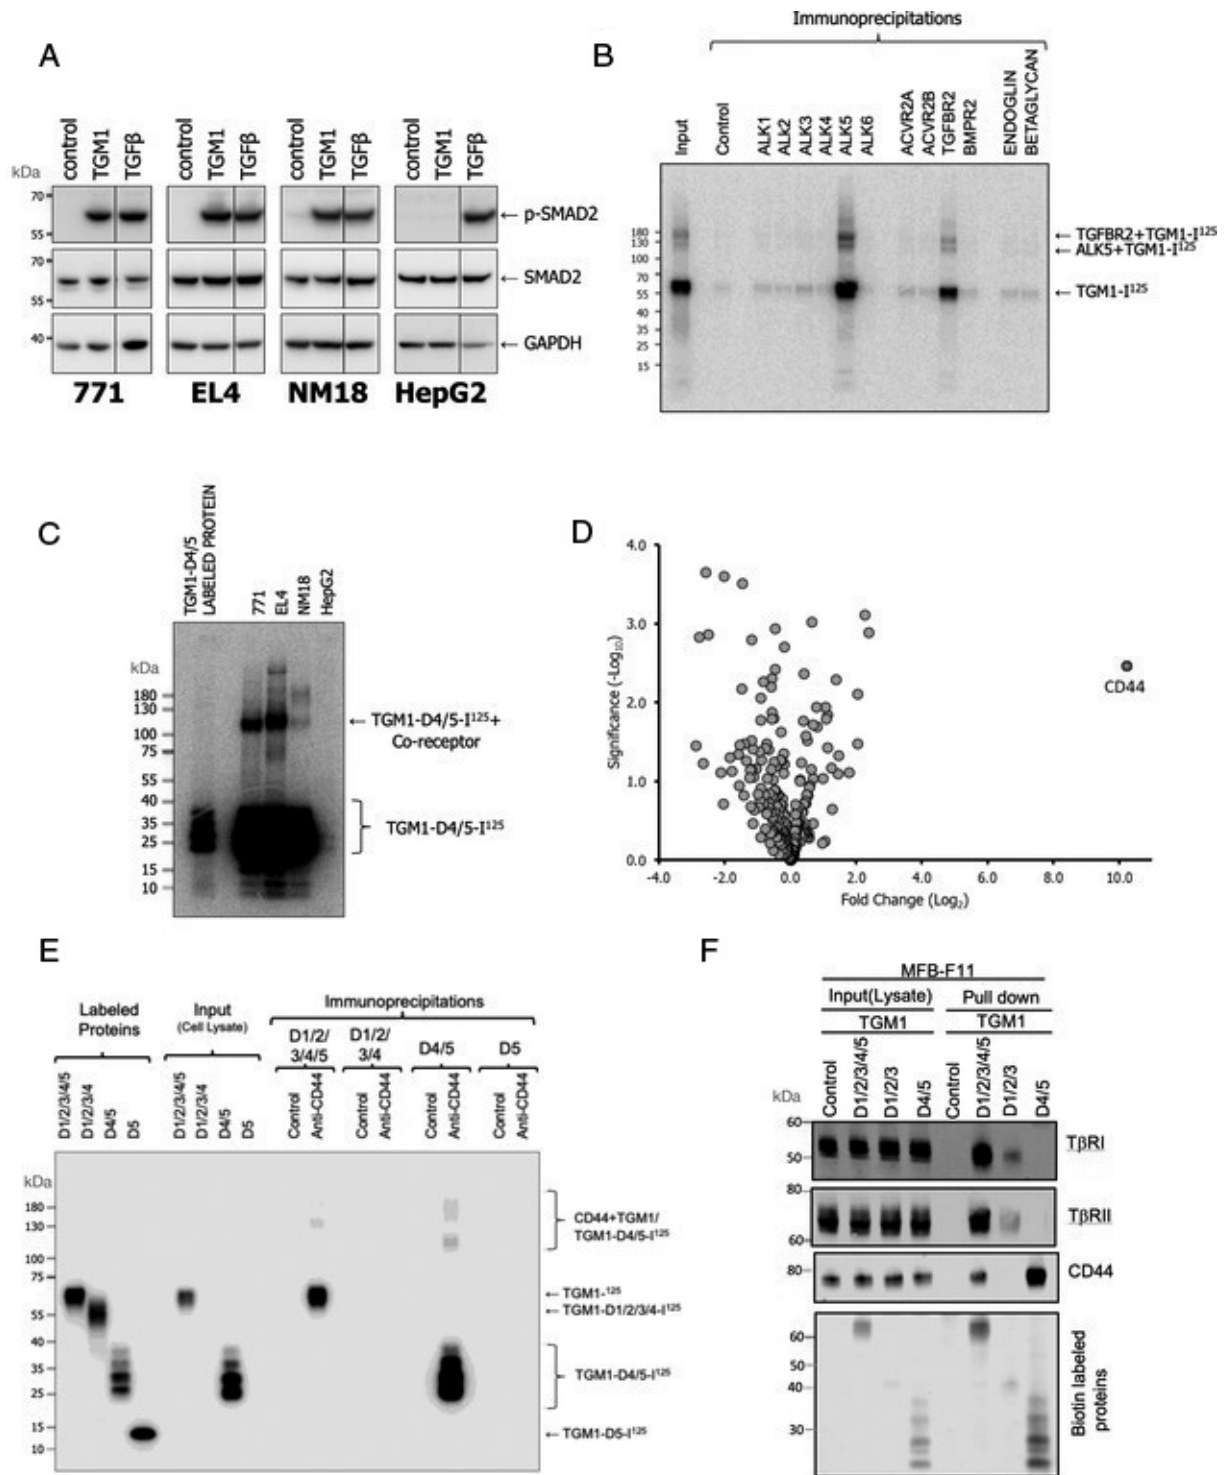 A
control
TGM1
TGFβ
control
TGM1
TGFβ
control
TGM1
TGFβ
control
TGM1
TGFβ
kDa
70
55
← p-SMAD2
70
55
← SMAD2
40
← GAPDH
771 EL4 NM18 HepG2
B
Immunoprecipitations
Input
Control
ALK1
ALk2
ALK3
ALK4
ALK5
ALK6
ACVR2A
ACVR2B
TGFBR2
BMPR2
ENDOGLIN
BETAGLYCAN
180
130
100
70
55
40
35
25
15
← TGFBR2+TGM1-I¹²⁵
← ALK5+TGM1-I¹²⁵
← TGM1-I¹²⁵
C
TGM1-D4/5
LABELED PROTEIN
771
EL4
NM18
HepG2
kDa
180
130
100
75
55
40
35
25
15
10
← TGM1-D4/5-I¹²⁵+
Co-receptor
TGM1-D4/5-I¹²⁵
D
Significance (-Log₁₀)
4.0
3.0
2.0
1.0
0.0
-4.0 -2.0 0.0 2.0 4.0 6.0 8.0 10.0
Fold Change (Log₂)
CD44
E
Labeled
Proteins
Input
(Cell Lysate)
Immunoprecipitations
D1/2/
3/4/5
D1/2/
3/4
D4/5
D5
D1/2/3/4/5
D1/2/3/4
D4/5
D5
D1/2/3/4/5
D1/2/3/4
D4/5
D5
Control
Anti-CD44
Control
Anti-CD44
Control
Anti-CD44
Control
Anti-CD44
kDa
180
130
100
75
55
40
35
25
15
10
CD44+TGM1/
TGM1-D4/5-I¹²⁵
← TGM1-¹²⁵
← TGM1-D1/2/3/4-I¹²⁵
TGM1-D4/5-I¹²⁵
← TGM1-D5-I¹²⁵
F
MFB-F11
Input(Lysate) Pull down
TGM1 TGM1
Control
D1/2/3/4/5
D1/2/3
D4/5
Control
D1/2/3/4/5
D1/2/3
D4/5
kDa
60
50
TβRI
80
60
TβRII
80
CD44
60
50
40
30
Biotin labeled
proteins